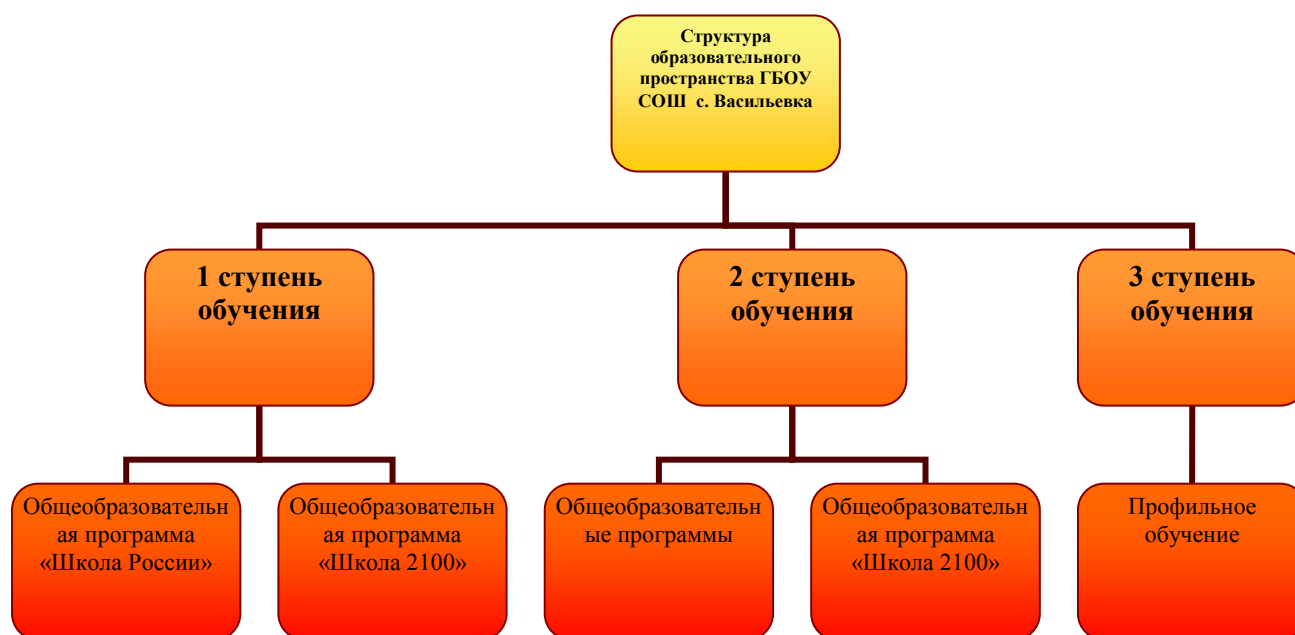 Структура
образовательного
пространства ГБОУ
СОШ с. Васильевка
1 ступень
обучения
2 ступень
обучения
3 ступень
обучения
Общеобразовательн
ая программа
«Школа России»
Общеобразовательн
ая программа
«Школа 2100»
Общеобразовательн
ые программы
Общеобразовательн
ая программа
«Школа 2100»
Профильное
обучение